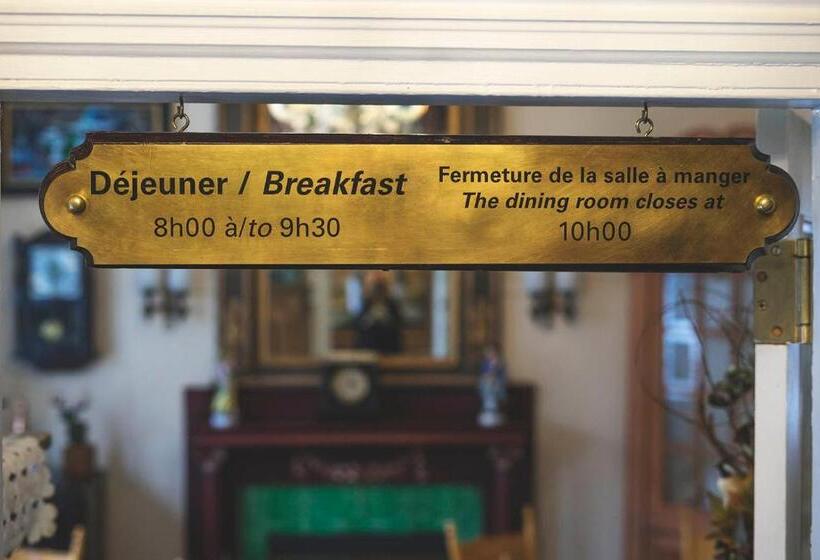 Déjeuner / Breakfast
8h00 à/to 9h30
Fermeture de la salle à manger
The dining room closes at
10h00